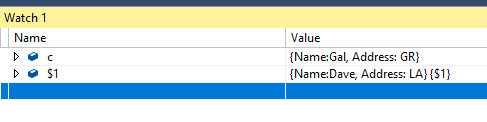 Watch 1
Name Value
c {Name:Gal, Address: GR}
$1 {Name:Dave, Address: LA} {$1}